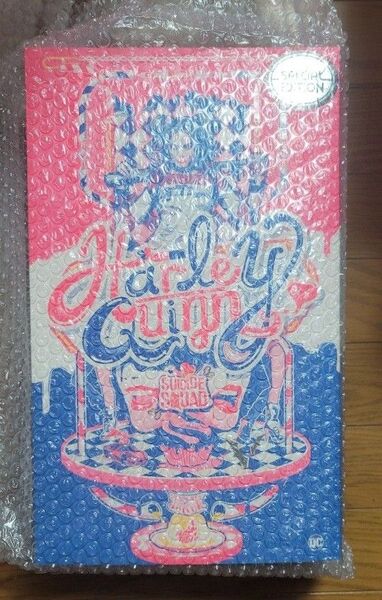 SPECIAL
EDITION
Harley
Quinn
SUICIDE
SQUAD
DC